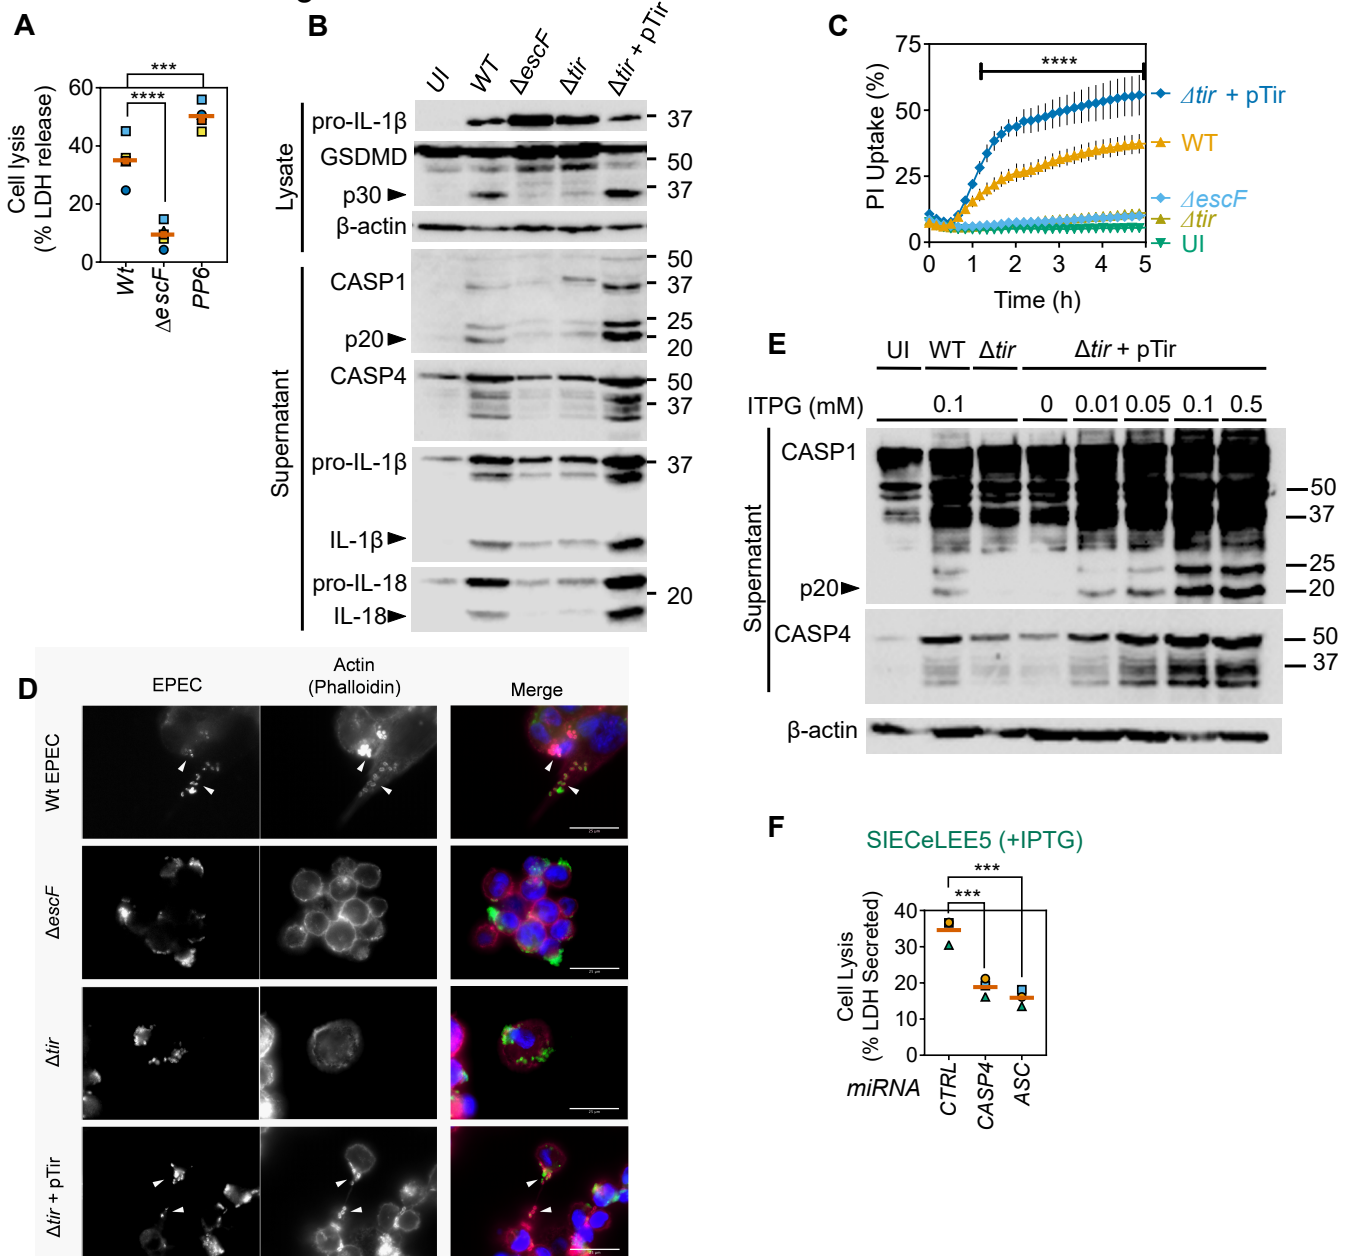 A
Cell lysis
(% LDH release)
60
40
20
0
***
****
Wt
ΔescF
PP6
B
UI
WT
ΔescF
Δtir
Δtir + pTir
Lysate
pro-IL-1β
37
GSDMD
50
37
p30
β-actin
Supernatant
CASP1
50
37
25
p20
20
CASP4
50
37
pro-IL-1β
37
IL-1β
pro-IL-18
20
IL-18
C
PI Uptake (%)
75
50
25
0
****
Δtir + pTir
WT
ΔescF
Δtir
UI
0 1 2 3 4 5
Time (h)
D
EPEC
Actin
(Phalloidin)
Merge
Wt EPEC
ΔescF
Δtir
Δtir + pTir
25 μm
25 μm
25 μm
E
UI WT Δtir Δtir + pTir
ITPG (mM) 0.1 0 0.01 0.05 0.1 0.5
Supernatant
CASP1
50
37
25
p20
20
CASP4
50
37
β-actin
F
SIECeLEE5 (+IPTG)
***
***
Cell Lysis
(% LDH Secreted)
40
30
20
10
0
miRNA
CTRL
CASP4
ASC